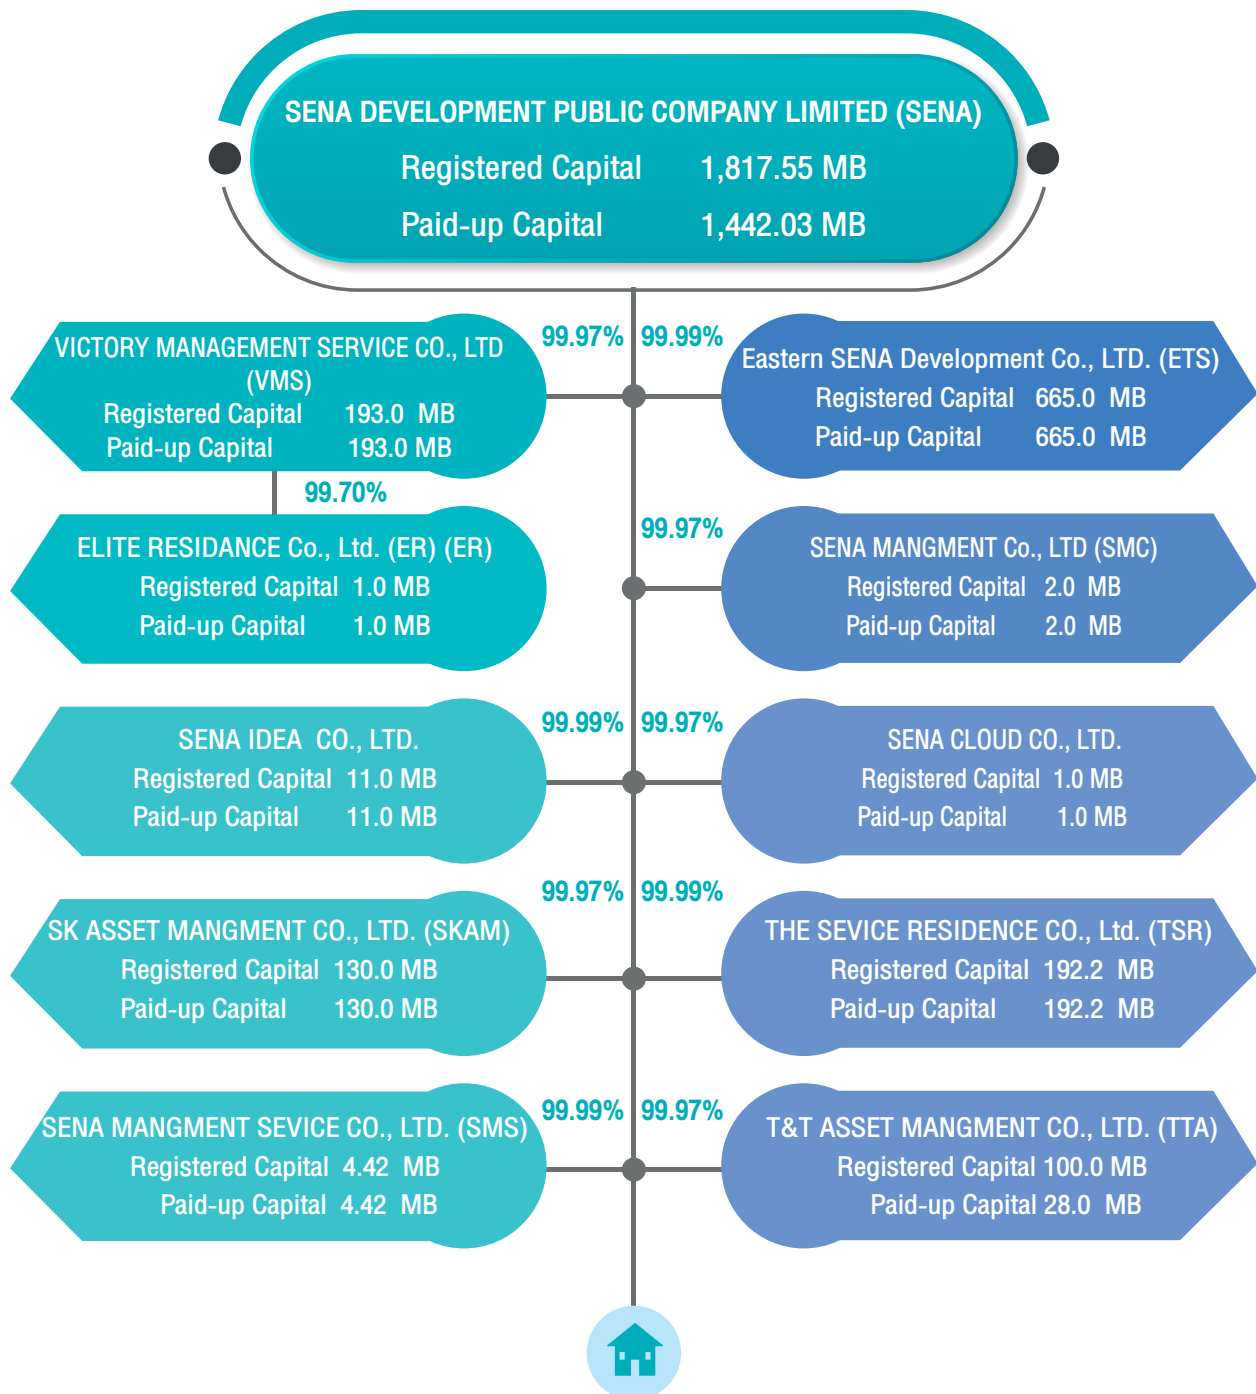 SENA DEVELOPMENT PUBLIC COMPANY LIMITED (SENA)
Registered Capital 1,817.55 MB
Paid-up Capital 1,442.03 MB
99.97% 99.99%
VICTORY MANAGEMENT SERVICE CO., LTD
(VMS)
Registered Capital 193.0 MB
Paid-up Capital 193.0 MB
Eastern SENA Development Co., LTD. (ETS)
Registered Capital 665.0 MB
Paid-up Capital 665.0 MB
99.70%
ELITE RESIDANCE Co., Ltd. (ER) (ER)
Registered Capital 1.0 MB
Paid-up Capital 1.0 MB
99.97%
SENA MANGMENT Co., LTD (SMC)
Registered Capital 2.0 MB
Paid-up Capital 2.0 MB
99.99% 99.97%
SENA IDEA CO., LTD.
Registered Capital 11.0 MB
Paid-up Capital 11.0 MB
SENA CLOUD CO., LTD.
Registered Capital 1.0 MB
Paid-up Capital 1.0 MB
99.97% 99.99%
SK ASSET MANGMENT CO., LTD. (SKAM)
Registered Capital 130.0 MB
Paid-up Capital 130.0 MB
THE SEVICE RESIDENCE CO., Ltd. (TSR)
Registered Capital 192.2 MB
Paid-up Capital 192.2 MB
99.99% 99.97%
SENA MANGMENT SEVICE CO., LTD. (SMS)
Registered Capital 4.42 MB
Paid-up Capital 4.42 MB
T&T ASSET MANGMENT CO., LTD. (TTA)
Registered Capital 100.0 MB
Paid-up Capital 28.0 MB